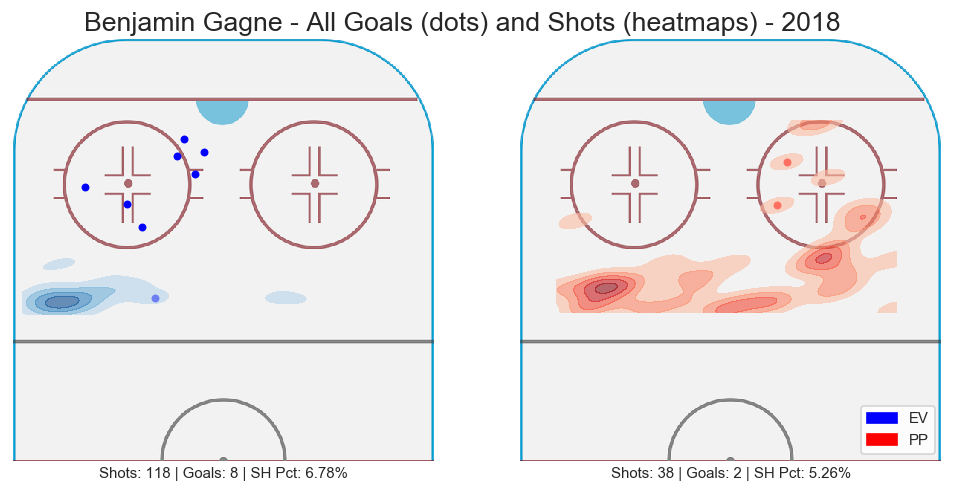 Benjamin Gagne - All Goals (dots) and Shots (heatmaps) - 2018
EV
PP
Shots: 118 | Goals: 8 | SH Pct: 6.78%
Shots: 38 | Goals: 2 | SH Pct: 5.26%